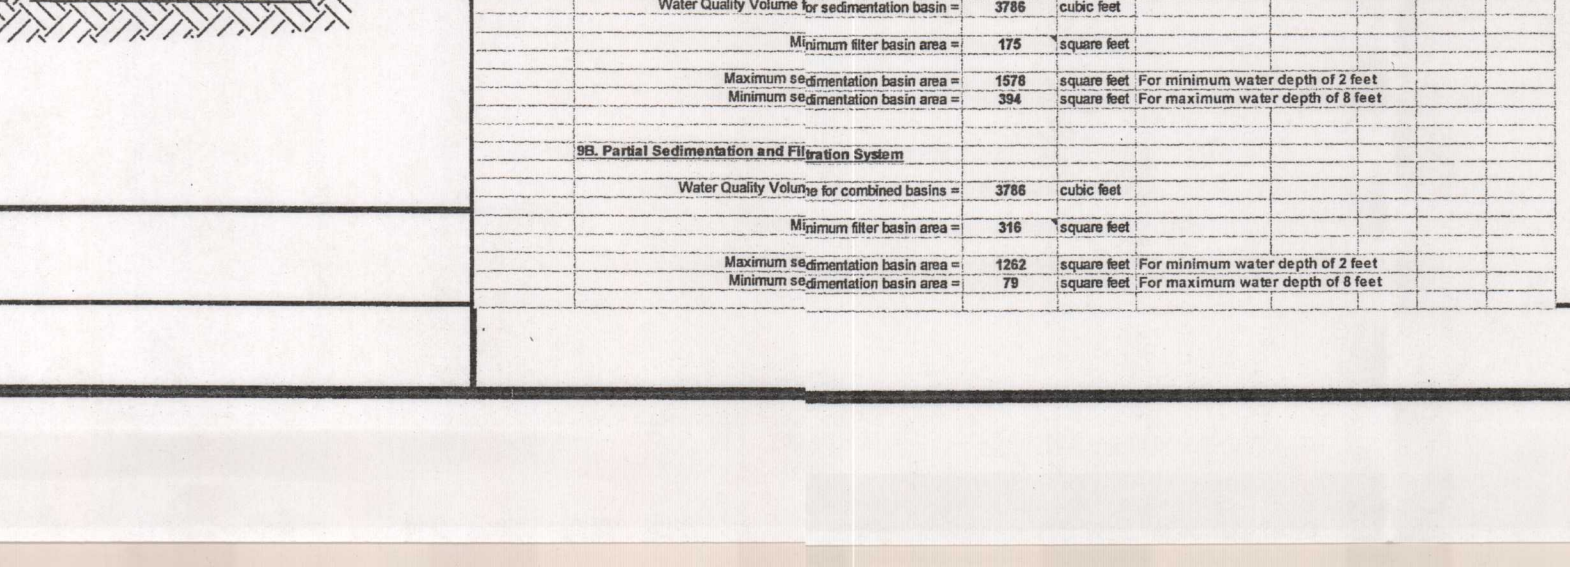 Water Quality Volume for sedimentation basin = 3786 cubic feet
Minimum filter basin area = 175 square feet
Maximum sedimentation basin area = 1578 square feet For minimum water depth of 2 feet
Minimum sedimentation basin area = 394 square feet For maximum water depth of 8 feet
9B. Partial Sedimentation and Filtration System
Water Quality Volume for combined basins = 3786 cubic feet
Minimum filter basin area = 316 square feet
Maximum sedimentation basin area = 1262 square feet For minimum water depth of 2 feet
Minimum sedimentation basin area = 79 square feet For maximum water depth of 8 feet